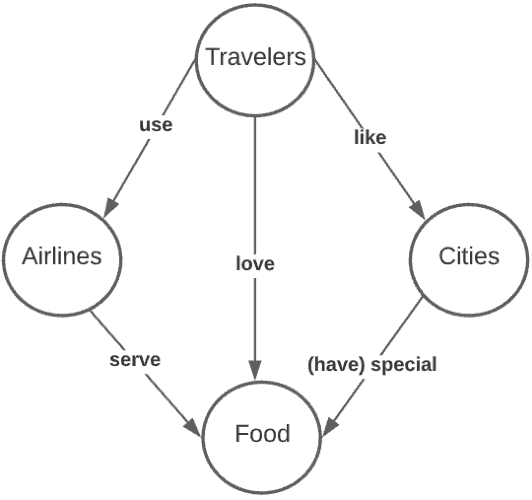 Travelers
use
like
Airlines
love
Cities
serve
(have) special
Food